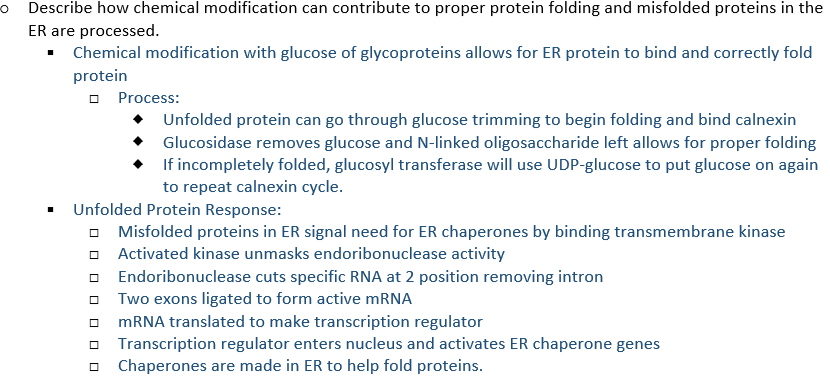 Describe how chemical modification can contribute to proper protein folding and misfolded proteins in the
ER are processed.
Chemical modification with glucose of glycoproteins allows for ER protein to bind and correctly fold
protein
Process:
Unfolded protein can go through glucose trimming to begin folding and bind calnexin
Glucosidase removes glucose and N-linked oligosaccharide left allows for proper folding
If incompletely folded, glucosyl transferase will use UDP-glucose to put glucose on again
to repeat calnexin cycle.
Unfolded Protein Response:
Misfolded proteins in ER signal need for ER chaperones by binding transmembrane kinase
Activated kinase unmasks endoribonuclease activity
Endoribonuclease cuts specific RNA at 2 position removing intron
Two exons ligated to form active mRNA
mRNA translated to make transcription regulator
Transcription regulator enters nucleus and activates ER chaperone genes
Chaperones are made in ER to help fold proteins.